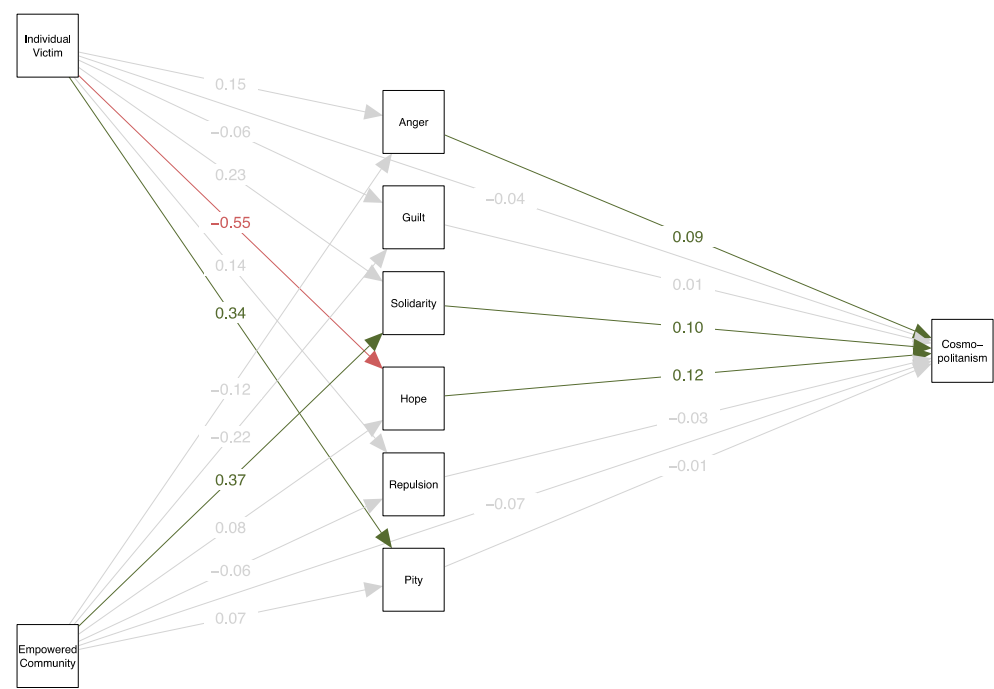 Individual
Victim
0.15
Anger
−0.06
0.23
−0.04
Guilt
−0.55
0.09
0.14
0.01
Solidarity
0.34
0.10
Cosmo−
politanism
0.12
−0.12
Hope
−0.03
−0.22
−0.01
0.37
Repulsion
−0.07
0.08
−0.06
Pity
0.07
Empowered
Community